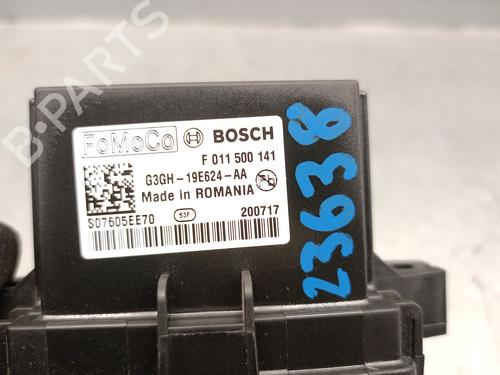 FoMoCo BOSCH
F 011 500 141
G3GH-19E624-AA
Made in ROMANIA
S07605EE70 53F 200717
23638
B-PARTS